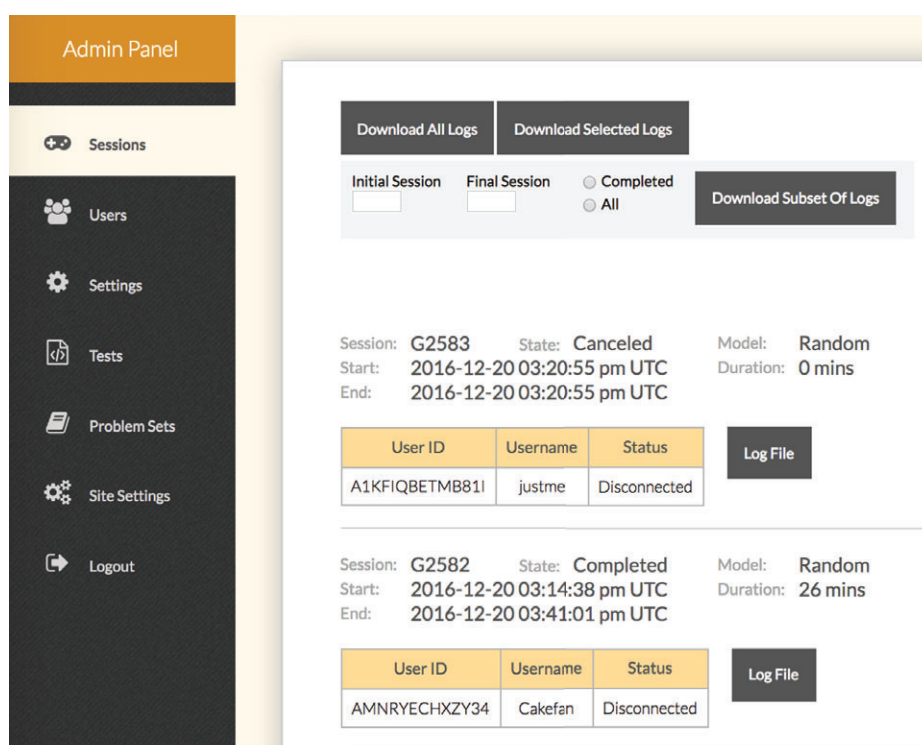 Admin Panel
Sessions
Users
Settings
Tests
Problem Sets
Site Settings
Logout
Download All Logs
Download Selected Logs
Initial Session Final Session Completed
All
Download Subset Of Logs
Session: G2583 State: Canceled Model: Random
Start: 2016-12-20 03:20:55 pm UTC Duration: 0 mins
End: 2016-12-20 03:20:55 pm UTC
User ID Username Status
A1KFIQBETMB81I justme Disconnected
Log File
Session: G2582 State: Completed Model: Random
Start: 2016-12-20 03:14:38 pm UTC Duration: 26 mins
End: 2016-12-20 03:41:01 pm UTC
User ID Username Status
AMNRYECHXZY34 Cakefan Disconnected
Log File